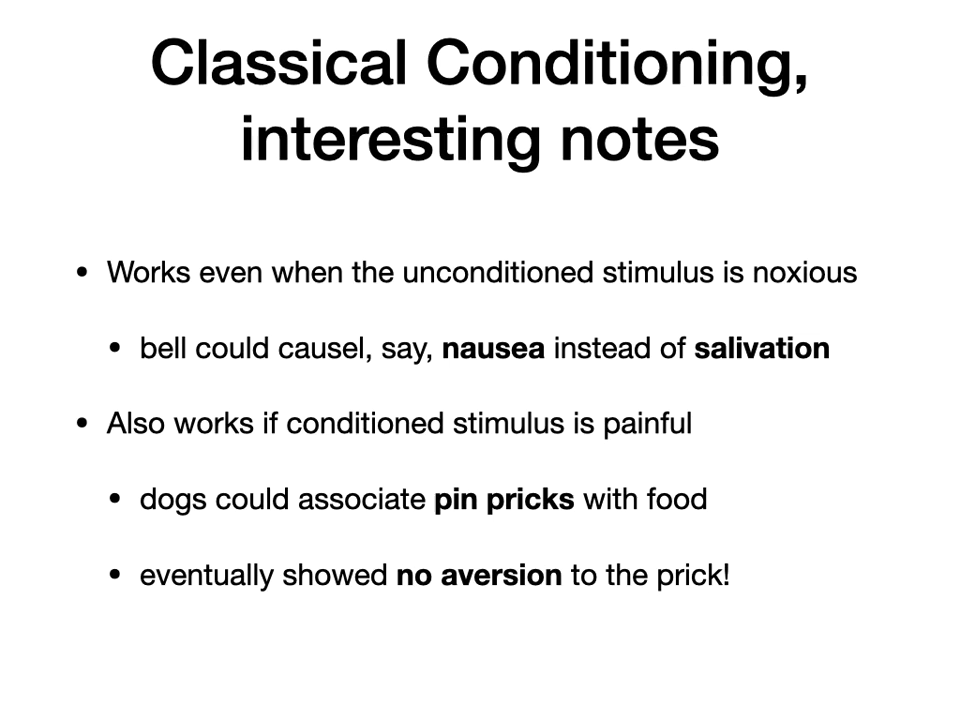 Classical Conditioning,
interesting notes
• Works even when the unconditioned stimulus is noxious
• bell could causel, say, nausea instead of salivation
• Also works if conditioned stimulus is painful
• dogs could associate pin pricks with food
• eventually showed no aversion to the prick!